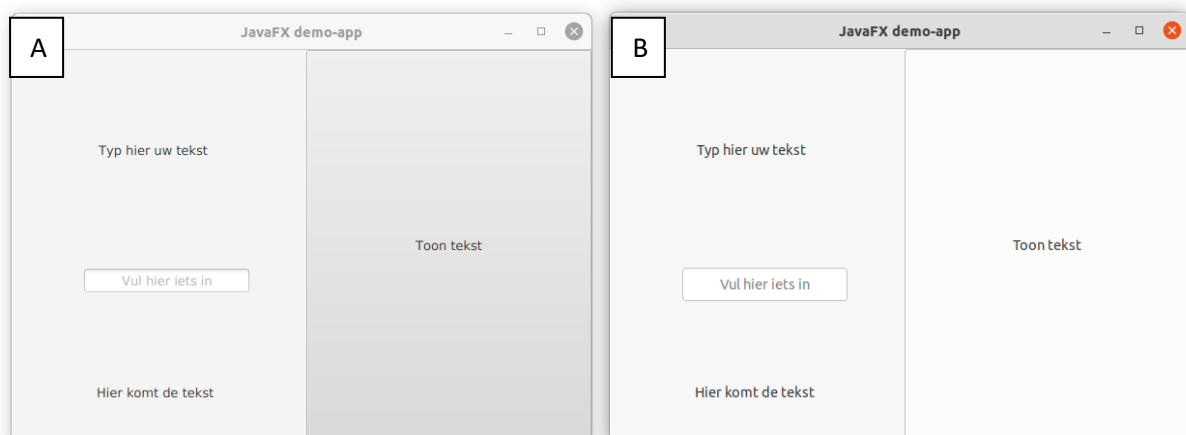 A
JavaFX demo-app
Typ hier uw tekst
Vul hier iets in
Hier komt de tekst
Toon tekst
B
JavaFX demo-app
Typ hier uw tekst
Vul hier iets in
Hier komt de tekst
Toon tekst